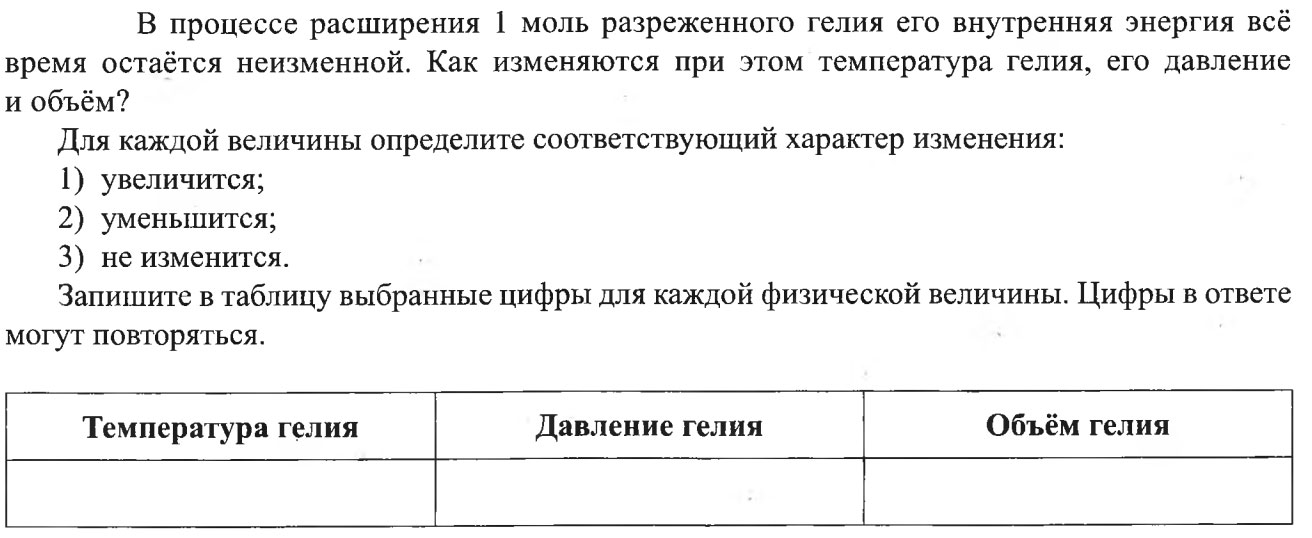 В процессе расширения 1 моль разреженного гелия его внутренняя энергия всё
время остаётся неизменной. Как изменяются при этом температура гелия, его давление
и объём?
Для каждой величины определите соответствующий характер изменения:
1) увеличится;
2) уменьшится;
3) не изменится.
Запишите в таблицу выбранные цифры для каждой физической величины. Цифры в ответе
могут повторяться.
Температура гелия Давление гелия Объём гелия